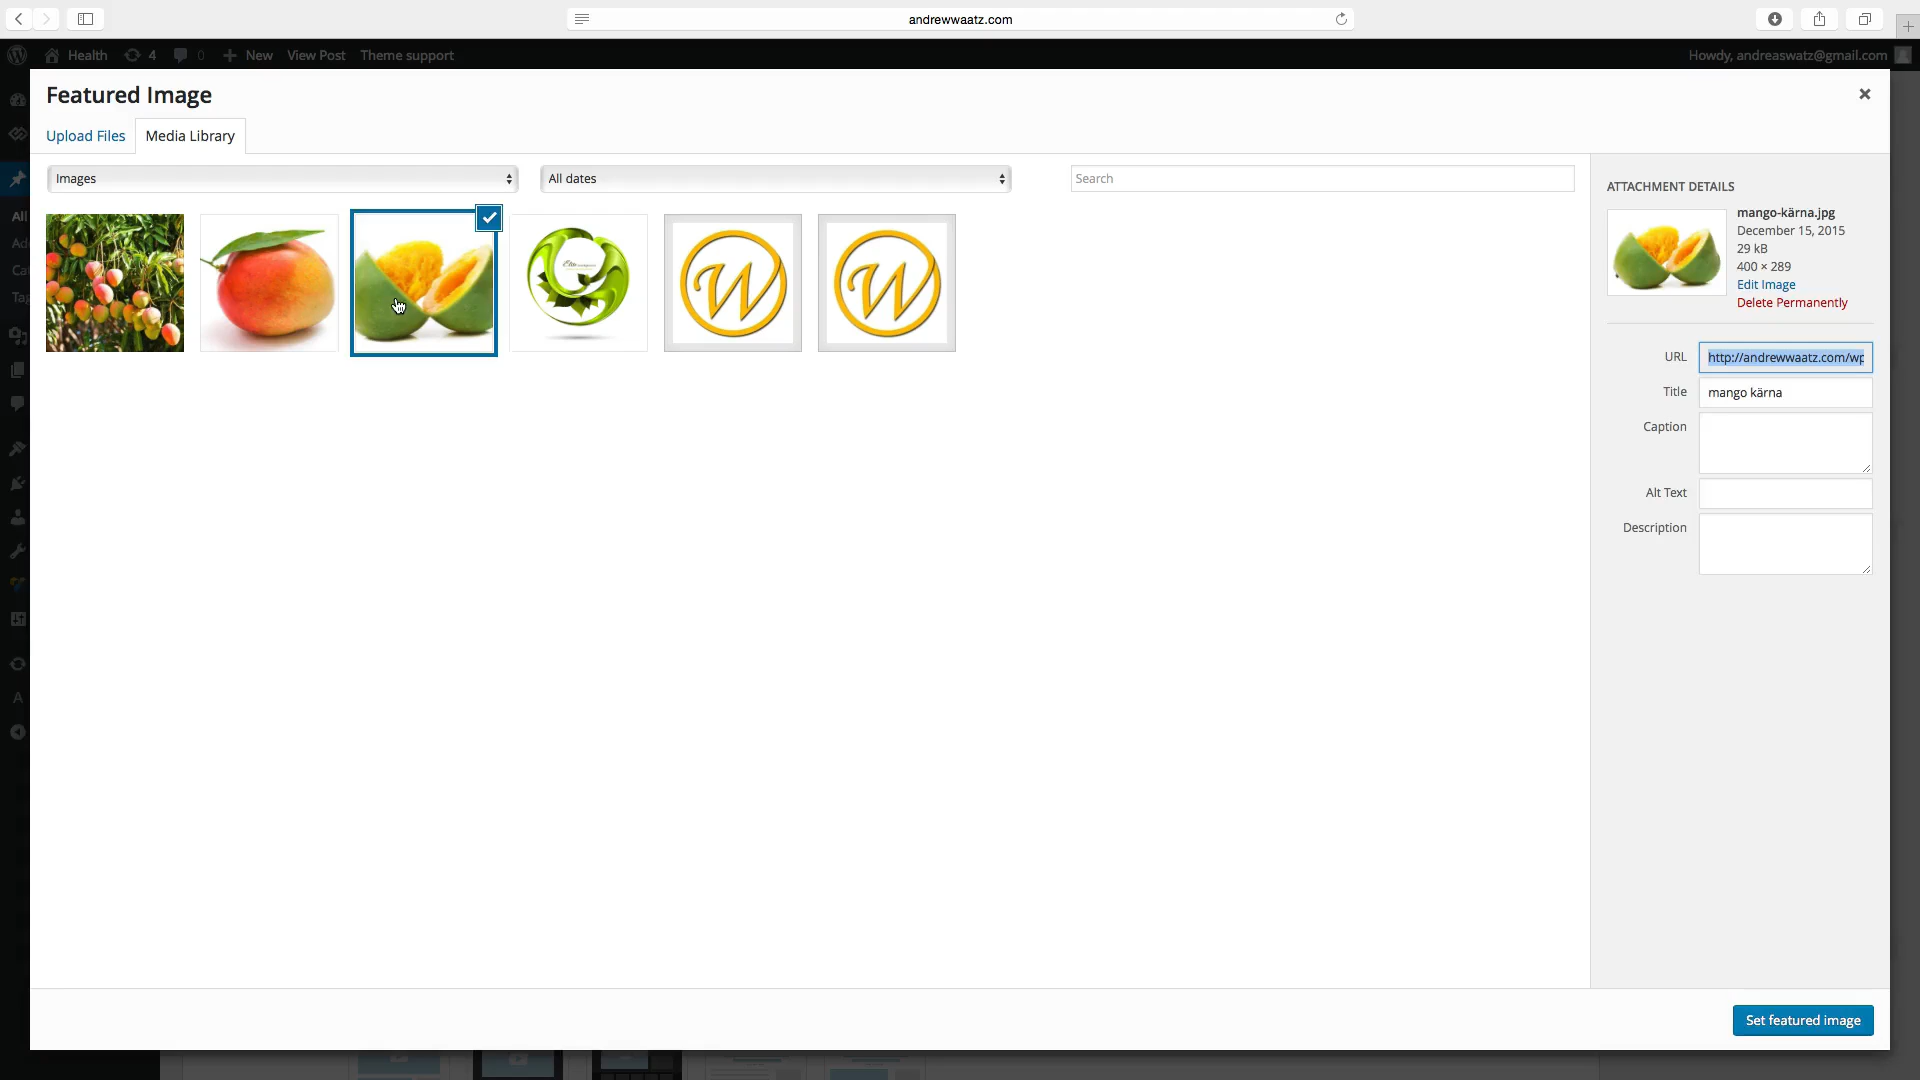 andrewwaatz.com
Health
4
0
New
View Post
Theme support
Howdy, andreaswatz@gmail.com
Featured Image
Upload Files
Media Library
Images
All dates
Search
W
W
ATTACHMENT DETAILS
mango-kärna.jpg
December 15, 2015
29 kB
400 × 289
Edit Image
Delete Permanently
URL
http://andrewwaatz.com/wp
Title
mango kärna
Caption
Alt Text
Description
All
Set featured image